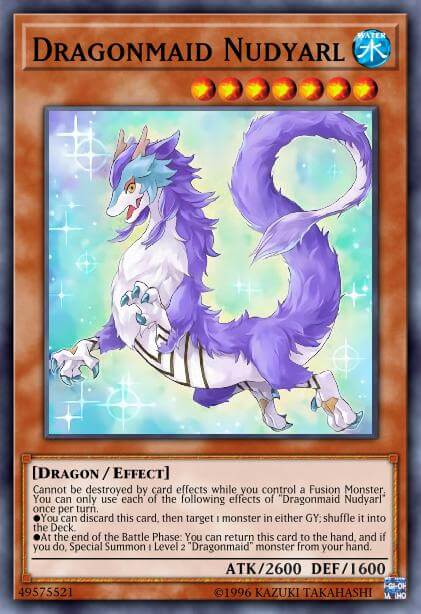 DRAGONMAID NUDYARL
WATER
水
[DRAGON / EFFECT]
Cannot be destroyed by card effects while you control a Fusion Monster.
You can only use each of the following effects of "Dragonmaid Nudyarl"
once per turn.
●You can discard this card, then target 1 monster in either GY; shuffle it into
the Deck.
●At the end of the Battle Phase: You can return this card to the hand, and if
you do, Special Summon 1 Level 2 "Dragonmaid" monster from your hand.
ATK/2600 DEF/1600
49575521
©1996 KAZUKI TAKAHASHI